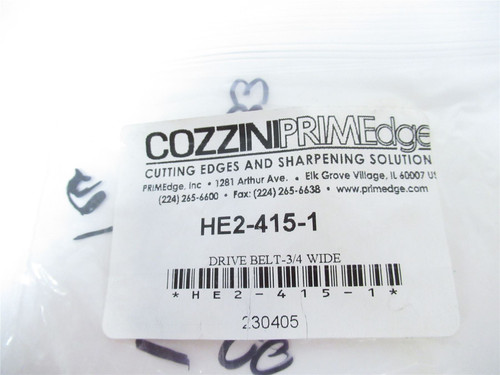 COZZINI PRIMEdge
CUTTING EDGES AND SHARPENING SOLUTION
PRIMEdge, Inc • 1281 Arthur Ave. • Elk Grove Village, IL 60007 US
(224) 265-6600 • Fax: (224) 265-6638 • www.primedge.com
HE2-415-1
DRIVE BELT-3/4 WIDE
*HE2-415-1*
230405